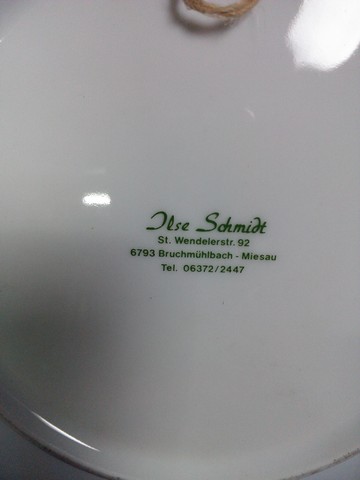 Ilse Schmidt
St. Wendelerstr. 92
6793 Bruchmühlbach - Miesau
Tel. 06372/2447